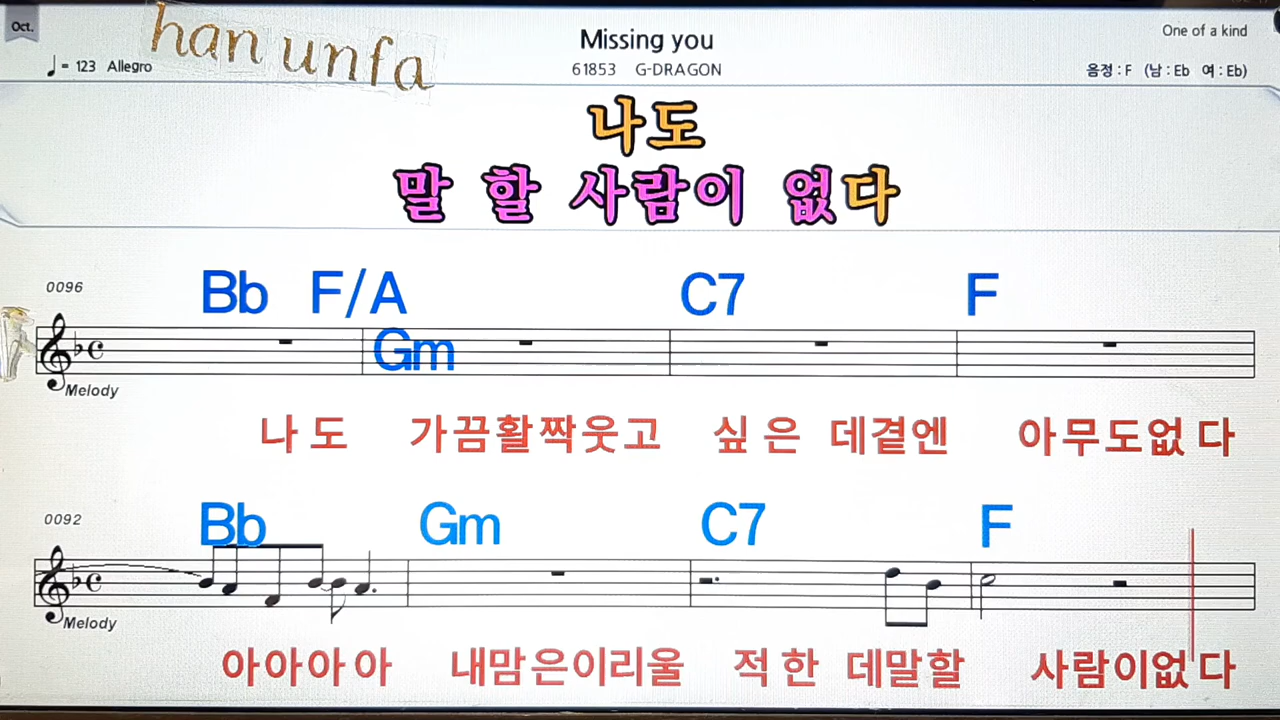 Oct.
han unfa
Missing you
One of a kind
♩= 123 Allegro
61853 G-DRAGON
음정 : F (남 : Eb 여 : Eb)
나도
말 할 사람이 없다
0096
Bb F/A C7 F
Gm
Melody
나 도 가끔활짝웃고 싶 은 데곁엔 아무도없 다
0092
Bb Gm C7 F
Melody
아아아 아 내맘은이리울 적 한 데말할 사람이없 다